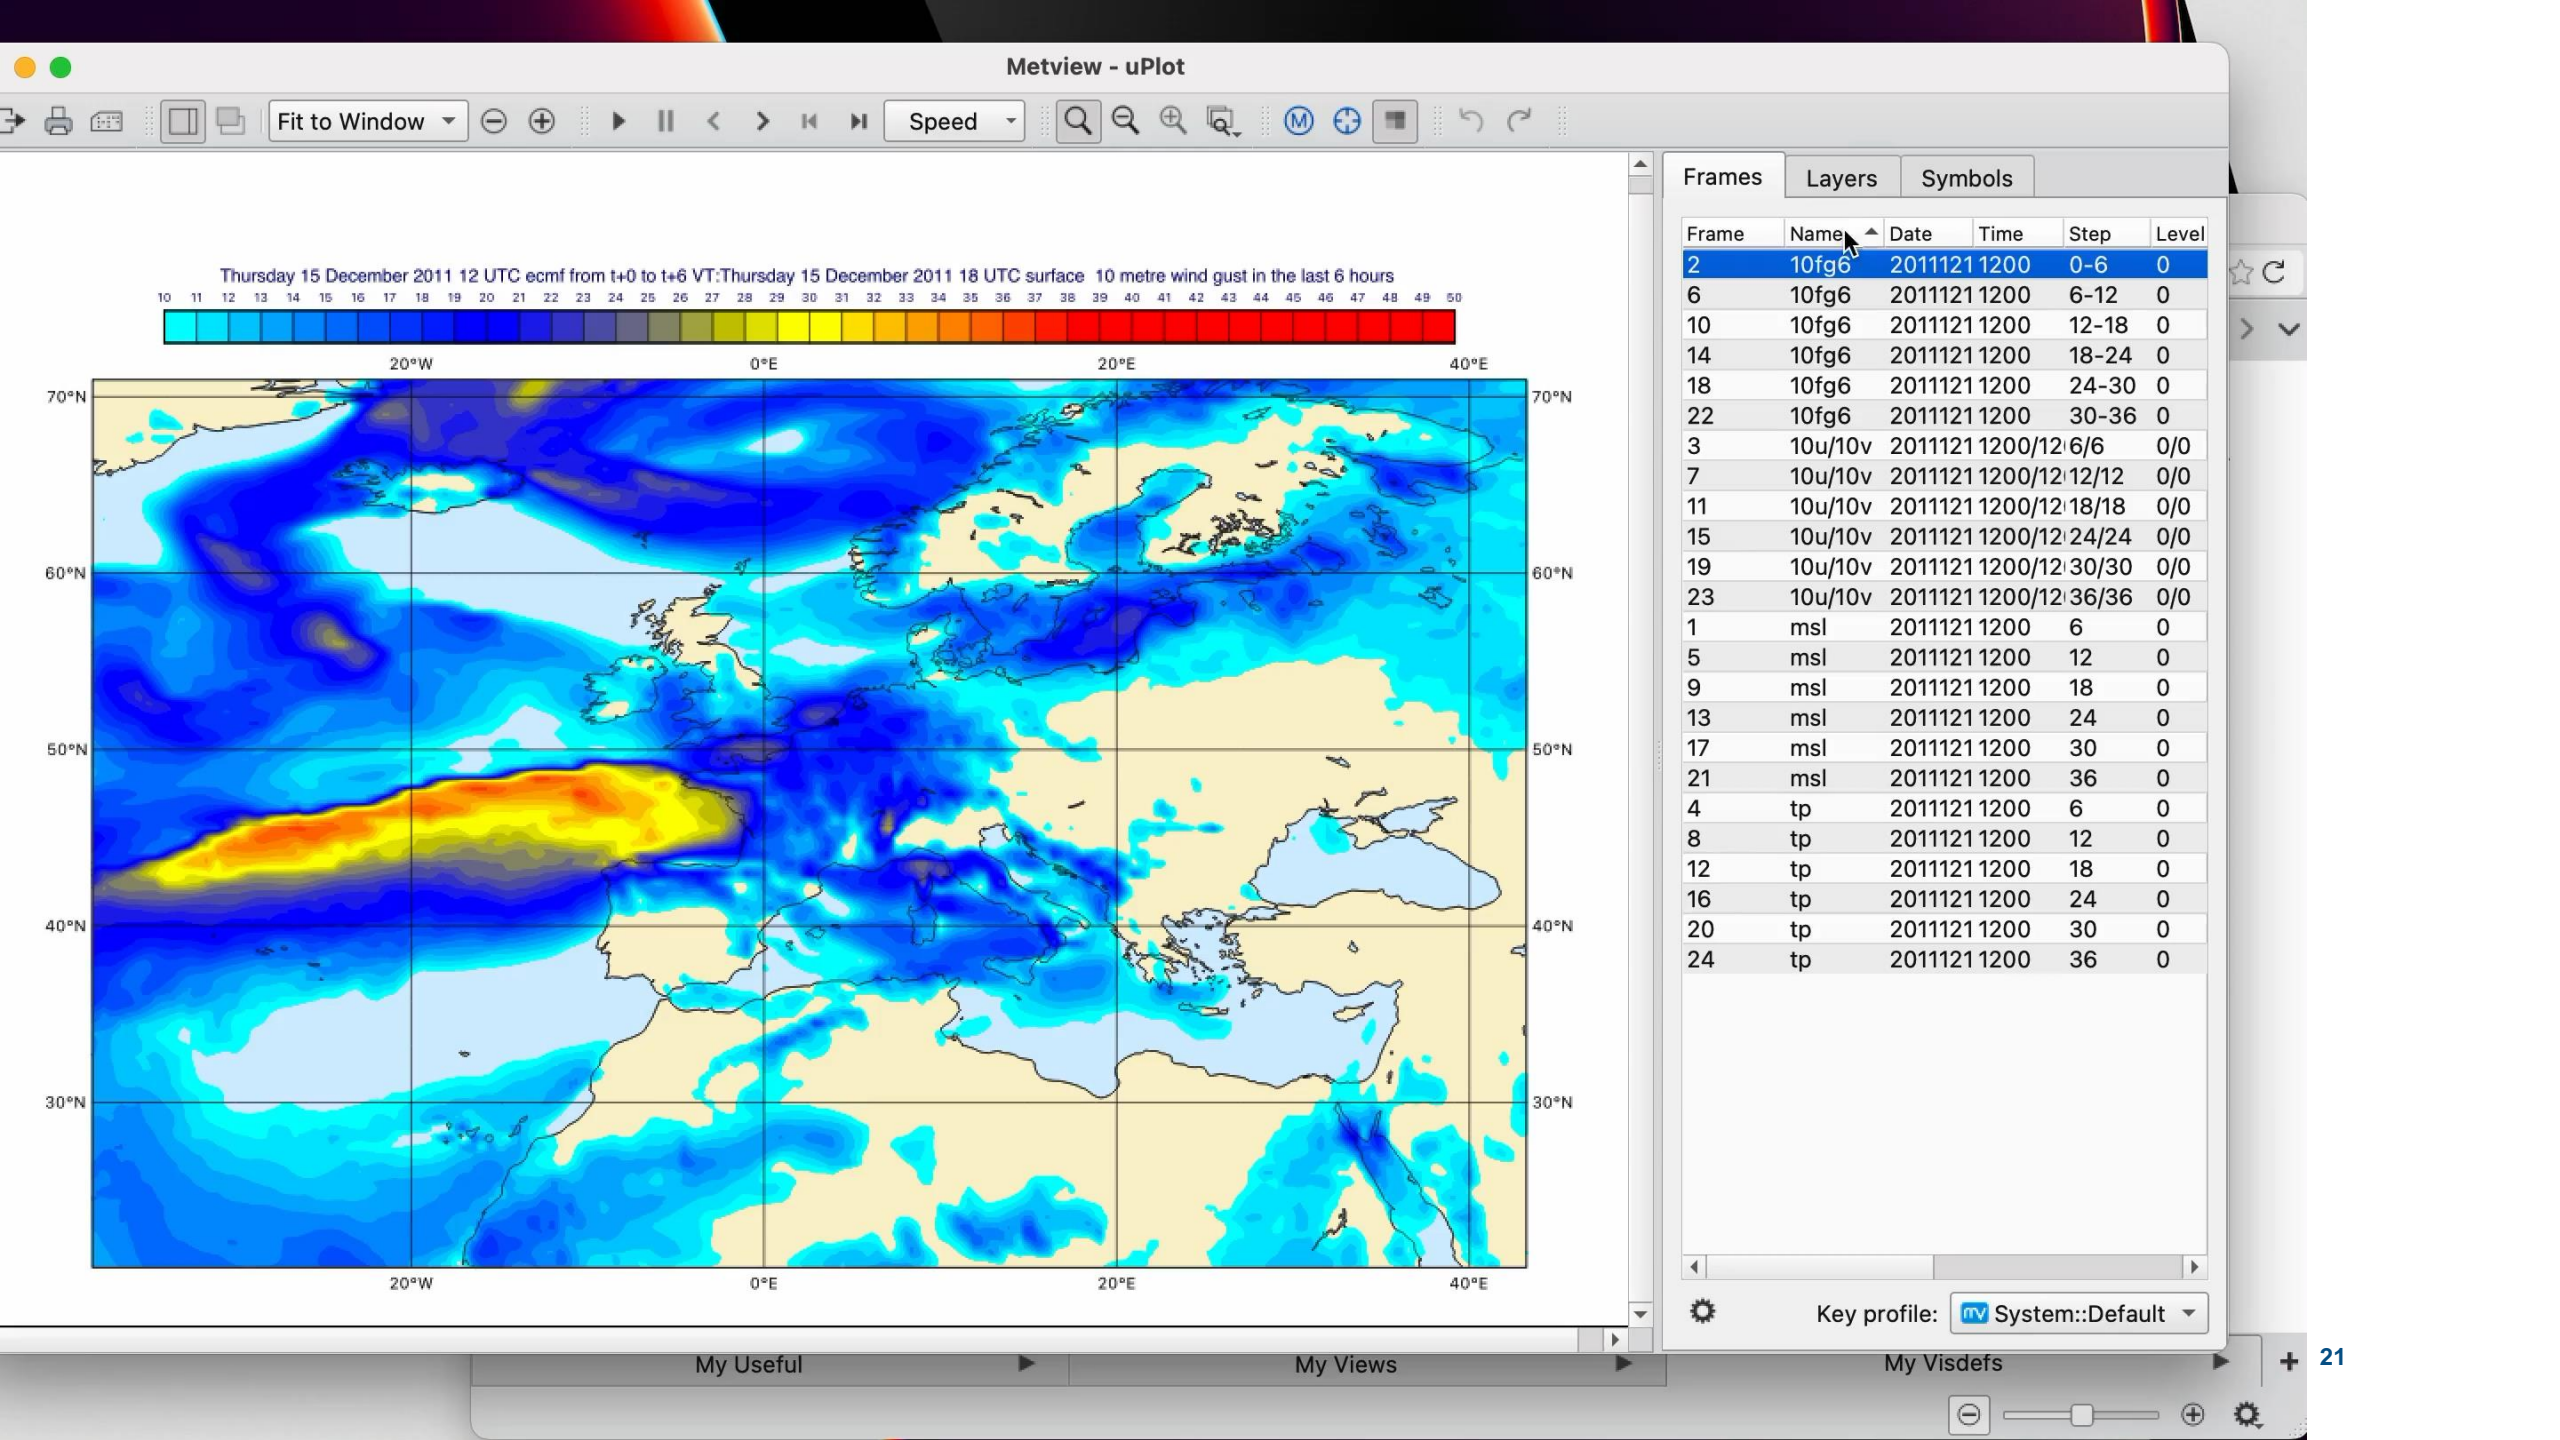 Metview - uPlot
Fit to Window
Speed
M
Frames Layers Symbols
Thursday 15 December 2011 12 UTC ecmf from t+0 to t+6 VT:Thursday 15 December 2011 18 UTC surface 10 metre wind gust in the last 6 hours
10 11 12 13 14 15 16 17 18 19 20 21 22 23 24 25 26 27 28 29 30 31 32 33 34 35 36 37 38 39 40 41 42 43 44 45 46 47 48 49 50
20°W 0°E 20°E 40°E
70°N 70°N
60°N 60°N
50°N 50°N
40°N 40°N
30°N 30°N
20°W 0°E 20°E 40°E
Frame Name Date Time Step Level
2 10fg6 2011121 1200 0-6 0
6 10fg6 2011121 1200 6-12 0
10 10fg6 2011121 1200 12-18 0
14 10fg6 2011121 1200 18-24 0
18 10fg6 2011121 1200 24-30 0
22 10fg6 2011121 1200 30-36 0
3 10u/10v 2011121 1200/12 6/6 0/0
7 10u/10v 2011121 1200/12 12/12 0/0
11 10u/10v 2011121 1200/12 18/18 0/0
15 10u/10v 2011121 1200/12 24/24 0/0
19 10u/10v 2011121 1200/12 30/30 0/0
23 10u/10v 2011121 1200/12 36/36 0/0
1 msl 2011121 1200 6 0
5 msl 2011121 1200 12 0
9 msl 2011121 1200 18 0
13 msl 2011121 1200 24 0
17 msl 2011121 1200 30 0
21 msl 2011121 1200 36 0
4 tp 2011121 1200 6 0
8 tp 2011121 1200 12 0
12 tp 2011121 1200 18 0
16 tp 2011121 1200 24 0
20 tp 2011121 1200 30 0
24 tp 2011121 1200 36 0
Key profile: mv System::Default
My Useful My Views My Visdefs
21